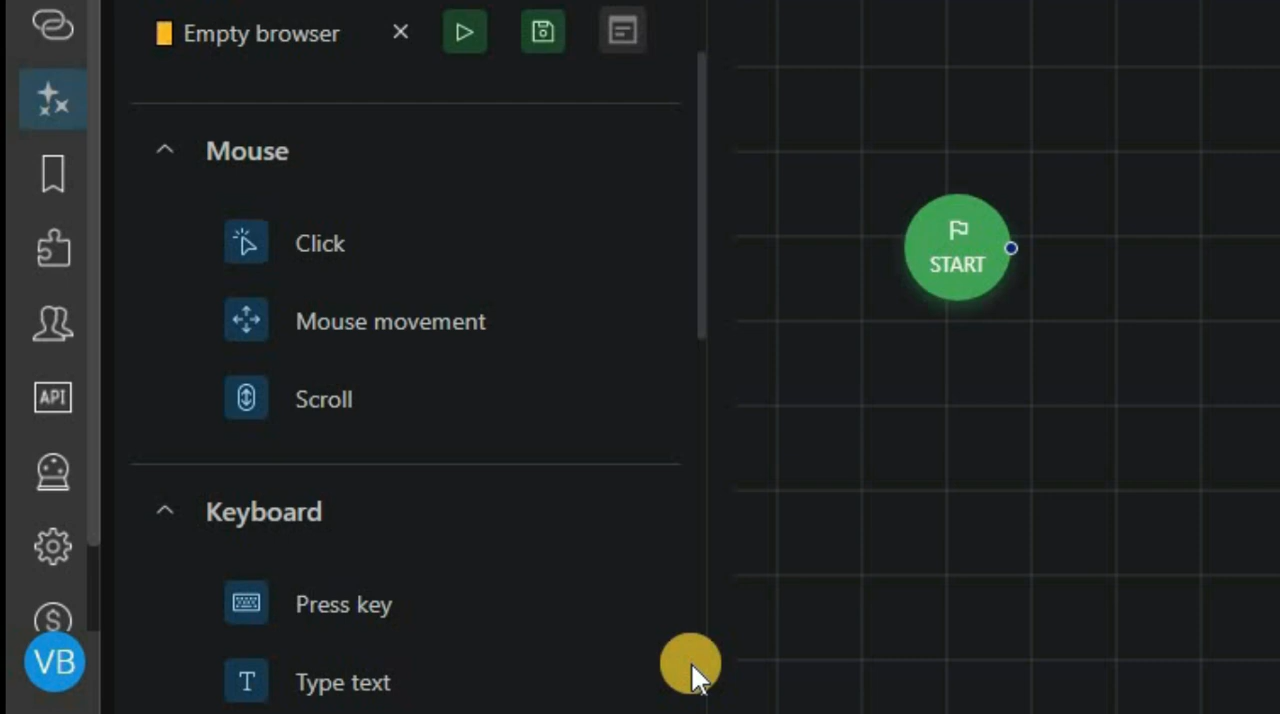 Empty browser
Mouse
Click
Mouse movement
Scroll
Keyboard
Press key
Type text
START
API
VB